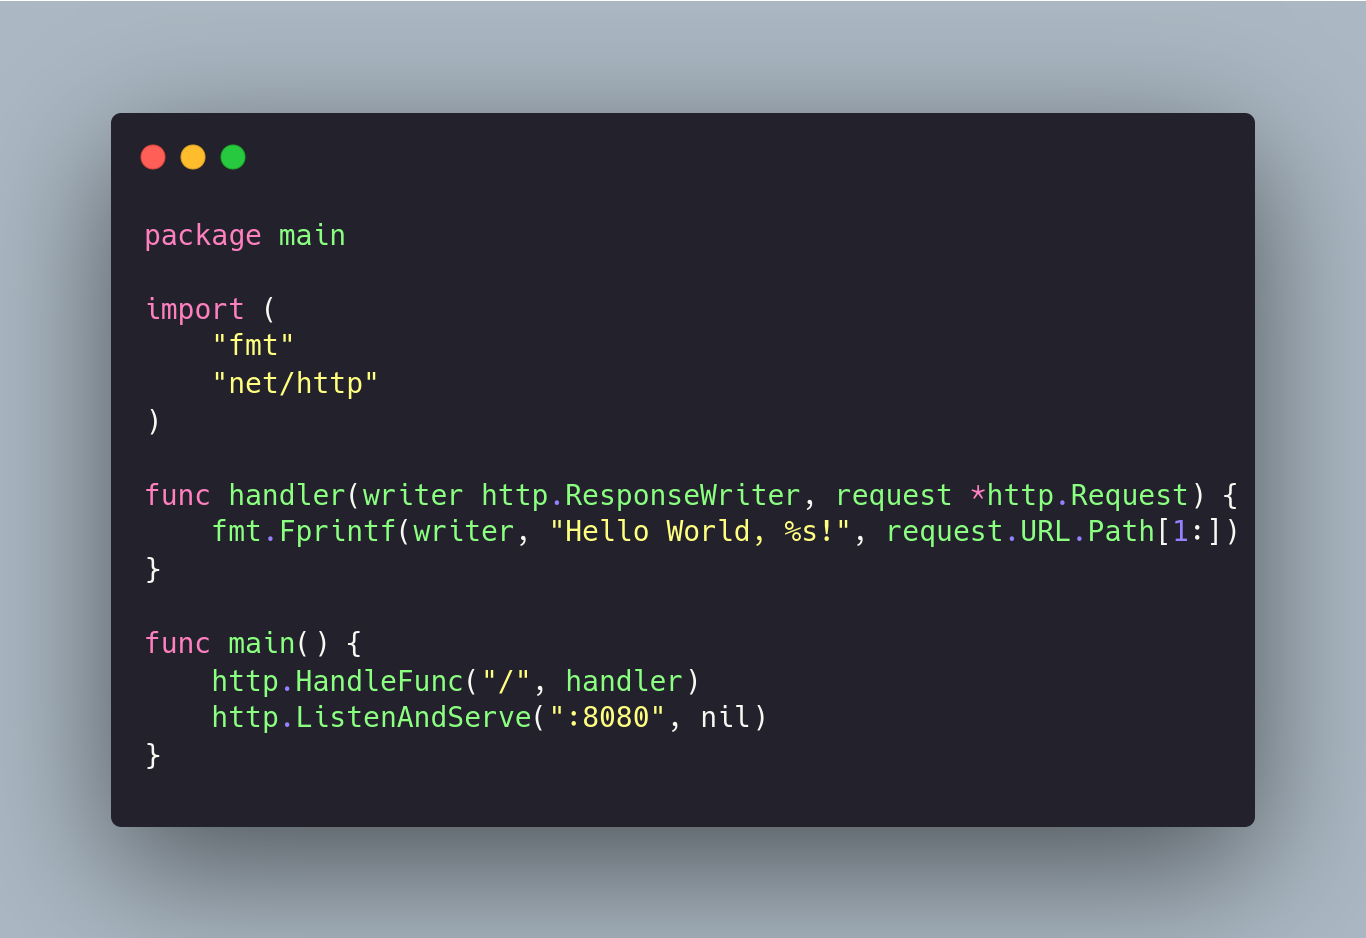 package main
import (
"fmt"
"net/http"
)
func handler(writer http.ResponseWriter, request *http.Request) {
fmt.Fprintf(writer, "Hello World, %s!", request.URL.Path[1:])
}
func main() {
http.HandleFunc("/", handler)
http.ListenAndServe(":8080", nil)
}